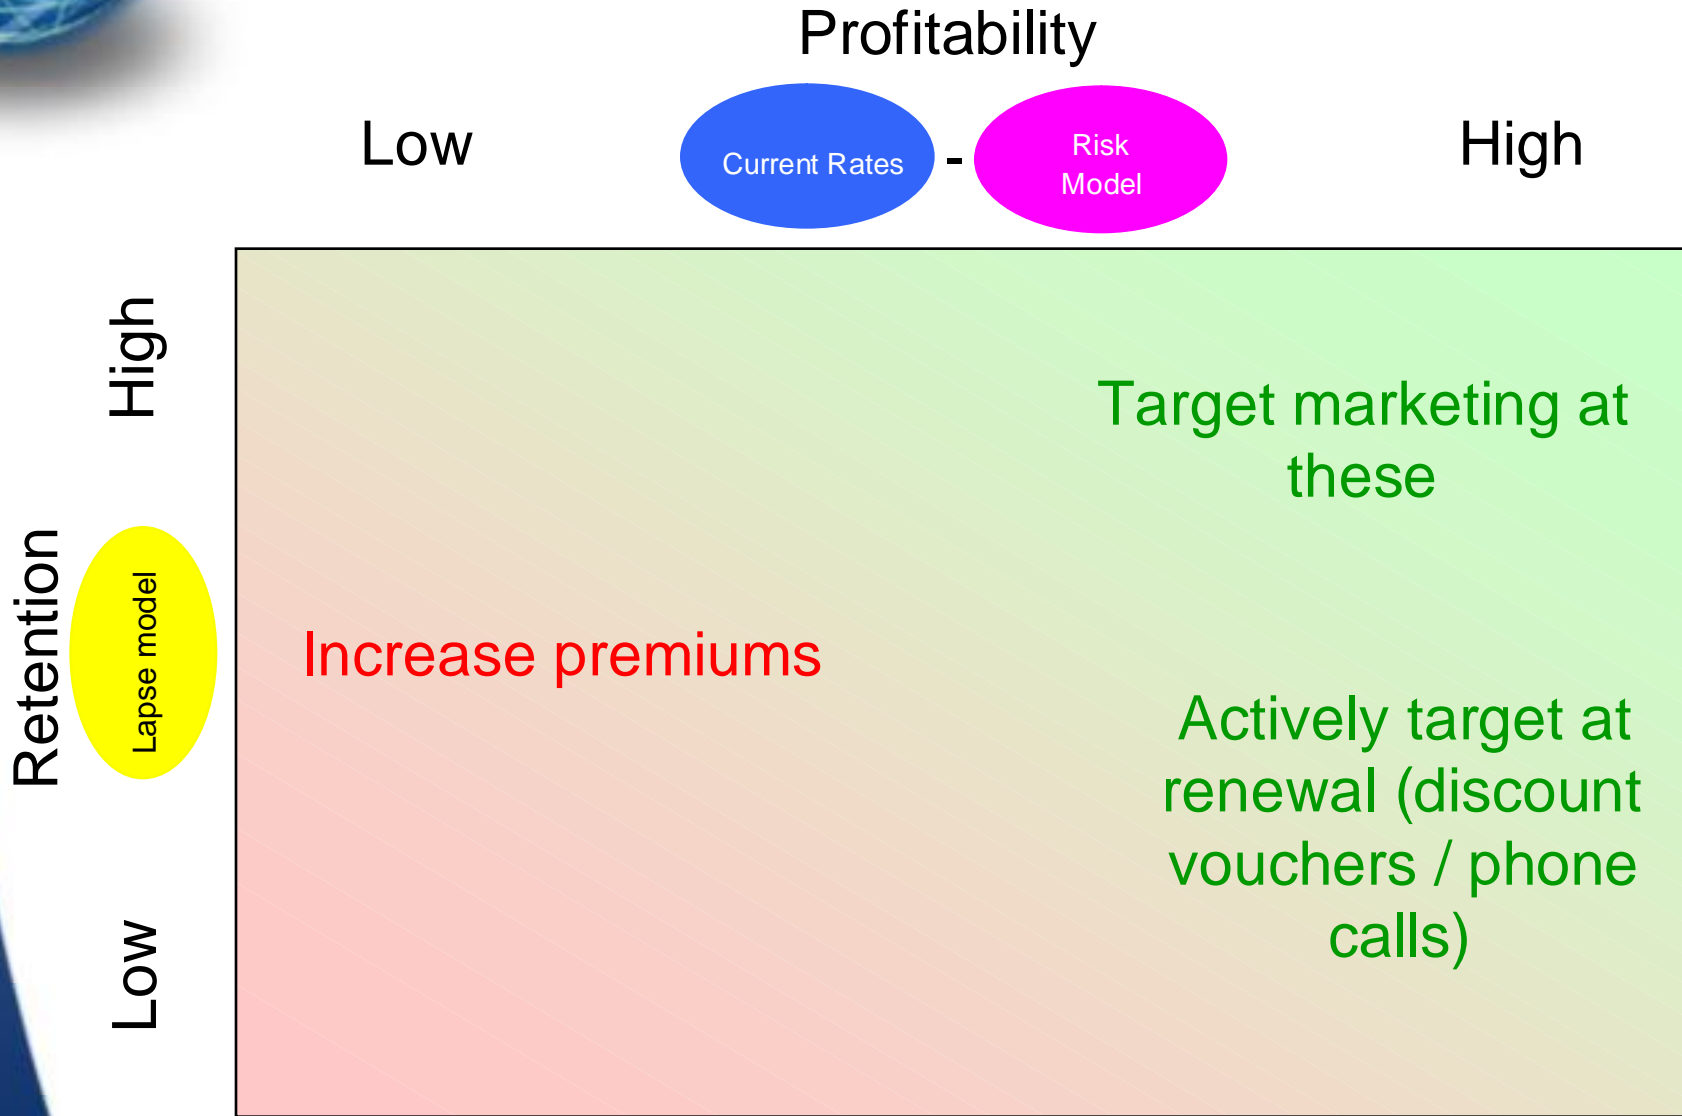 Profitability
Low
Current Rates
-
Risk
Model
High
High
Retention
Lapse model
Low
Target marketing at
these
Increase premiums
Actively target at
renewal (discount
vouchers / phone
calls)